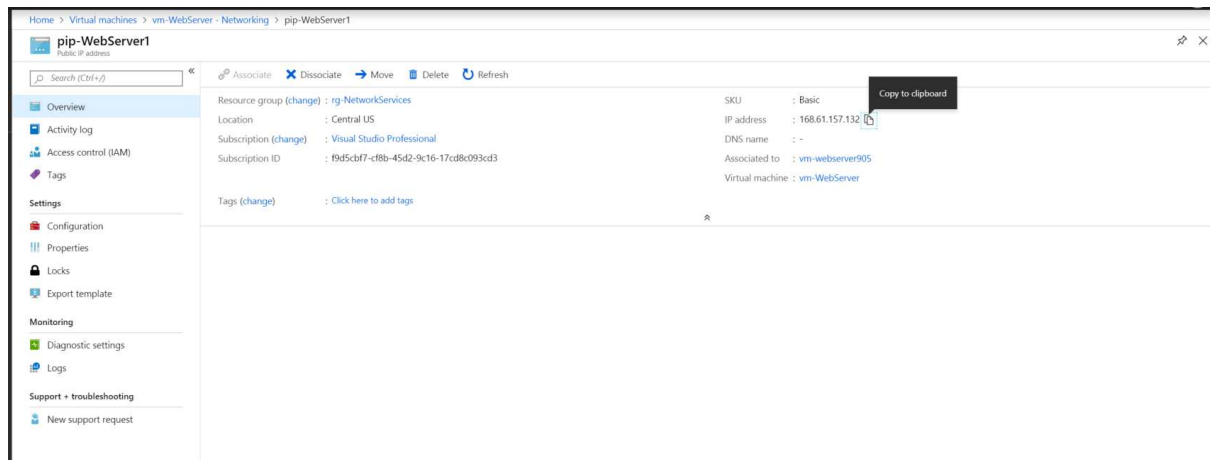 Home > Virtual machines > vm-WebServer - Networking > pip-WebServer1
pip-WebServer1
Public IP address
Search (Ctrl+/)
«
Associate Dissociate Move Delete Refresh
Overview
Activity log
Access control (IAM)
Tags
Settings
Configuration
Properties
Locks
Export template
Monitoring
Diagnostic settings
Logs
Support + troubleshooting
New support request
Resource group (change) : rg-NetworkServices
Location : Central US
Subscription (change) : Visual Studio Professional
Subscription ID : f9d5cbf7-cf8b-45d2-9c16-17cd8c093cd3
Tags (change) : Click here to add tags
SKU : Basic
Copy to clipboard
IP address : 168.61.157.132
DNS name : -
Associated to : vm-webserver905
Virtual machine : vm-WebServer